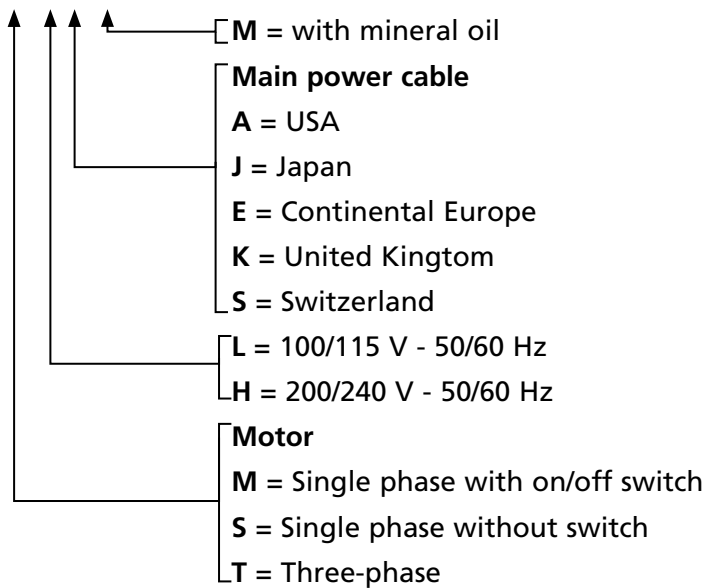 M = with mineral oil
Main power cable
A = USA
J = Japan
E = Continental Europe
K = United Kingtom
S = Switzerland
L = 100/115 V - 50/60 Hz
H = 200/240 V - 50/60 Hz
Motor
M = Single phase with on/off switch
S = Single phase without switch
T = Three-phase